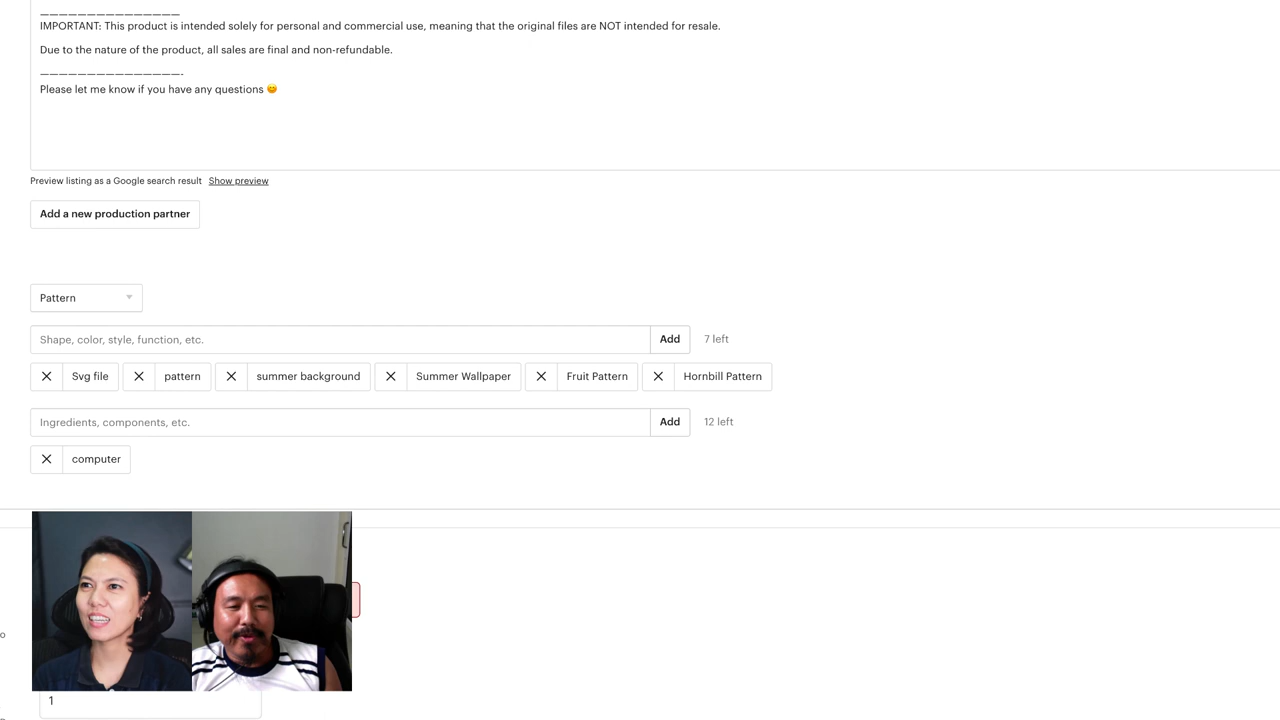 ———————————————
IMPORTANT: This product is intended solely for personal and commercial use, meaning that the original files are NOT intended for resale.
Due to the nature of the product, all sales are final and non-refundable.
———————————————-
Please let me know if you have any questions 😊
Preview listing as a Google search result Show preview
Add a new production partner
Pattern
Shape, color, style, function, etc. Add 7 left
Svg file pattern summer background Summer Wallpaper Fruit Pattern Hornbill Pattern
Ingredients, components, etc. Add 12 left
computer
1